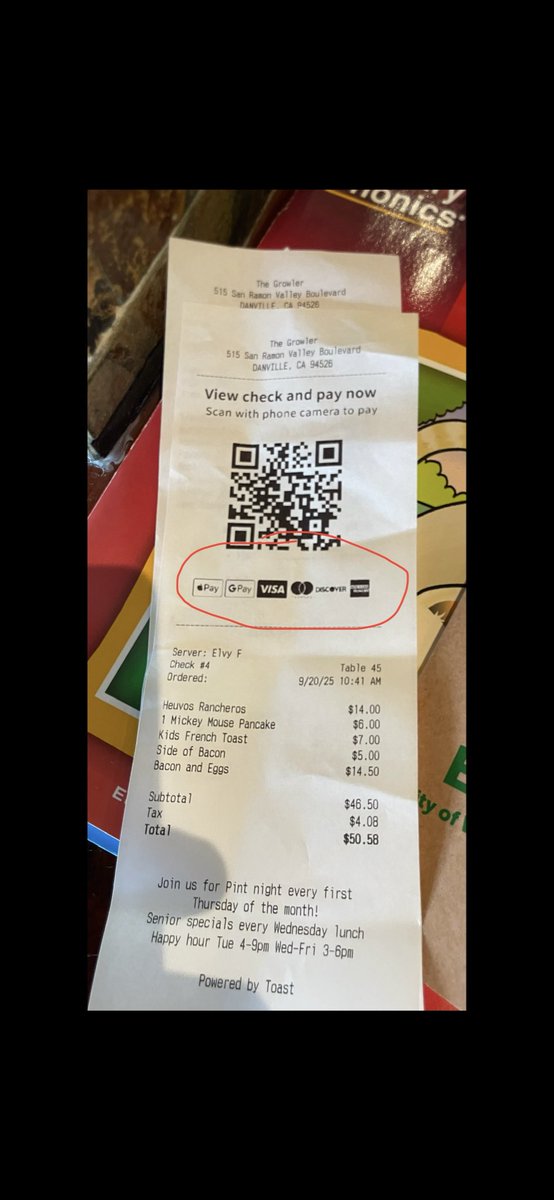 onics
The Growler
515 San Ramon Valley Boulevard
DANVILLE, CA 94526
The Growler
515 San Ramon Valley Boulevard
DANVILLE, CA 94526
View check and pay now
Scan with phone camera to pay
Pay G Pay VISA DISCOVER
Server: Elvy F
Check #4 Table 45
Ordered: 9/20/25 10:41 AM
Heuvos Rancheros $14.00
1 Mickey Mouse Pancake $6.00
Kids French Toast $7.00
Side of Bacon $5.00
Bacon and Eggs $14.50
Subtotal $46.50
Tax $4.08
Total $50.58
ity of
Join us for Pint night every first
Thursday of the month!
Senior specials every Wednesday lunch
Happy hour Tue 4-9pm Wed-Fri 3-6pm
Powered by Toast